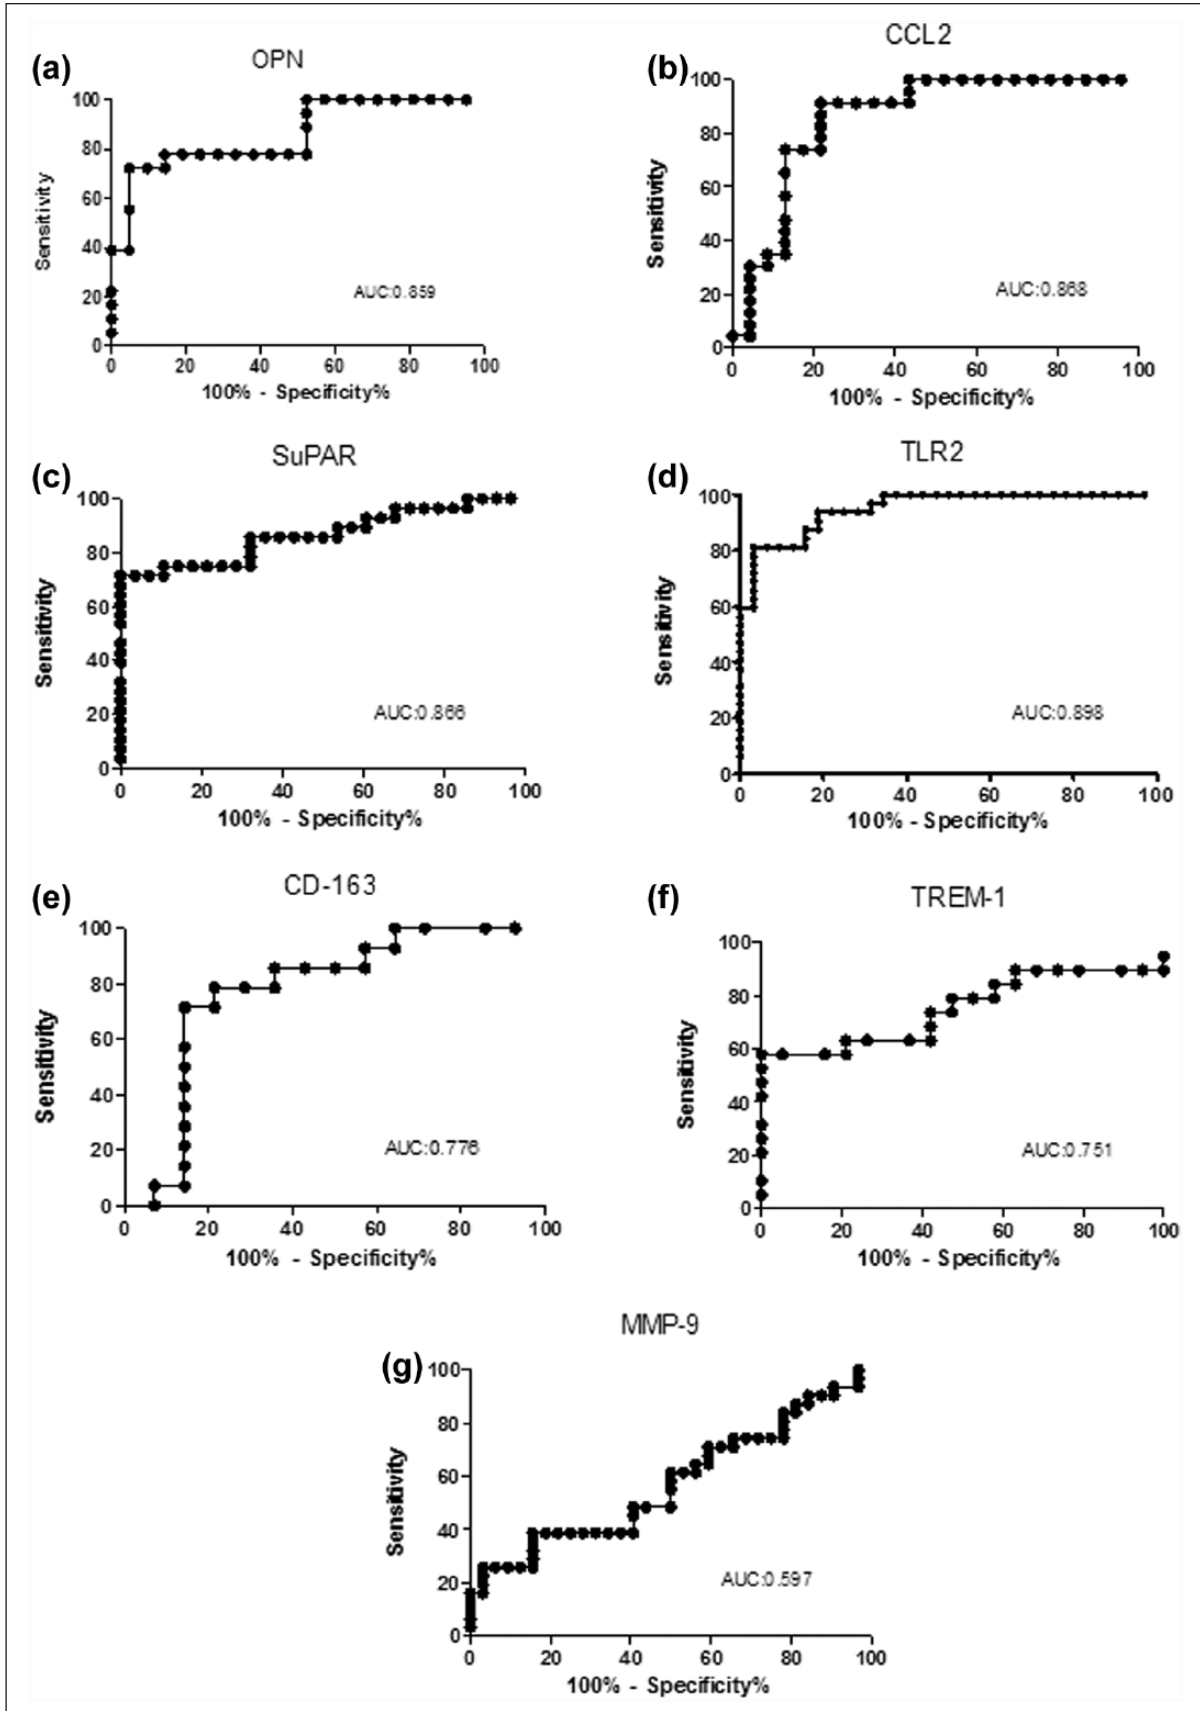 (a)
OPN
100
80
60
40
20
0
Sensitivity
AUC:0.859
0 20 40 60 80 100
100% - Specificity%
(b)
CCL2
100
80
60
40
20
0
Sensitivity
AUC:0.868
0 20 40 60 80 100
100% - Specificity%
(c)
SuPAR
100
80
60
40
20
0
Sensitivity
AUC:0.866
0 20 40 60 80 100
100% - Specificity%
(d)
TLR2
100
80
60
40
20
0
Sensitivity
AUC:0.898
0 20 40 60 80 100
100% - Specificity%
(e)
CD-163
100
80
60
40
20
0
Sensitivity
AUC:0.776
0 20 40 60 80 100
100% - Specificity%
(f)
TREM-1
100
80
60
40
20
0
Sensitivity
AUC:0.751
0 20 40 60 80 100
100% - Specificity%
(g)
MMP-9
100
80
60
40
20
0
Sensitivity
AUC:0.597
0 20 40 60 80 100
100% - Specificity%